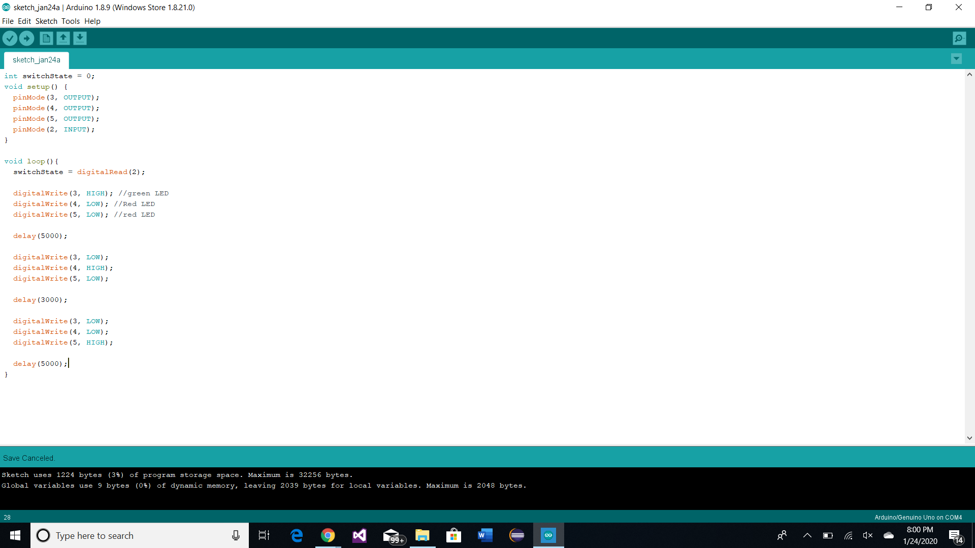 sketch_jan24a | Arduino 1.8.9 (Windows Store 1.8.21.0)
File Edit Sketch Tools Help
sketch_jan24a
int switchState = 0;
void setup() {
  pinMode(3, OUTPUT);
  pinMode(4, OUTPUT);
  pinMode(5, OUTPUT);
  pinMode(2, INPUT);
}

void loop(){
  switchState = digitalRead(2);

  digitalWrite(3, HIGH); //green LED
  digitalWrite(4, LOW); //Red LED
  digitalWrite(5, LOW); //red LED

  delay(5000);

  digitalWrite(3, LOW);
  digitalWrite(4, HIGH);
  digitalWrite(5, LOW);

  delay(3000);

  digitalWrite(3, LOW);
  digitalWrite(4, LOW);
  digitalWrite(5, HIGH);

  delay(5000);
}
Save Canceled.
Sketch uses 1224 bytes (3%) of program storage space. Maximum is 32256 bytes.
Global variables use 9 bytes (0%) of dynamic memory, leaving 2039 bytes for local variables. Maximum is 2048 bytes.
28
Arduino/Genuino Uno on COM4
Type here to search
99+
8:00 PM
1/24/2020
14